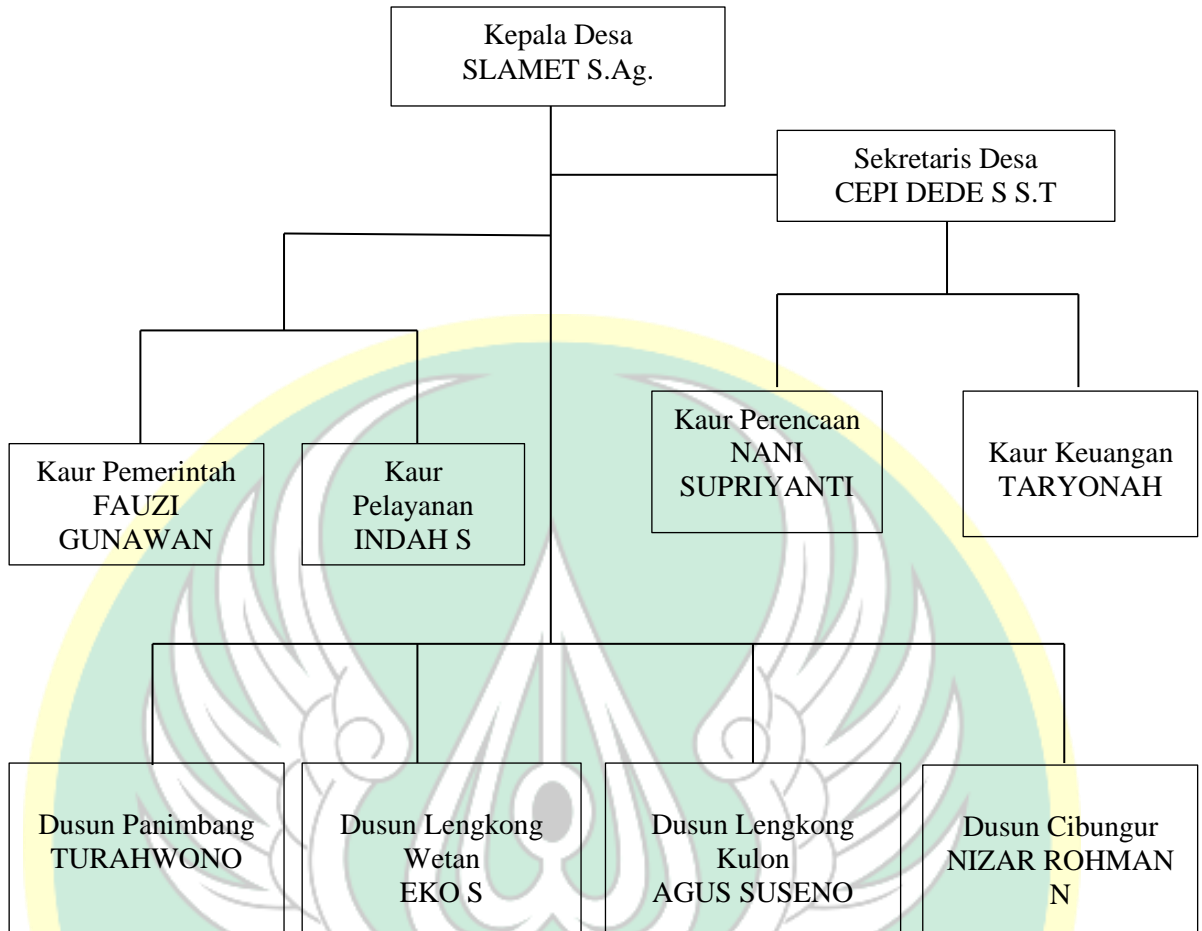 Kepala Desa
SLAMET S.Ag.
Sekretaris Desa
CEPI DEDE S S.T
Kaur Pemerintah
FAUZI
GUNAWAN
Kaur
Pelayanan
INDAH S
Kaur Perencaan
NANI
SUPRIYANTI
Kaur Keuangan
TARYONAH
Dusun Panimbang
TURAHWONO
Dusun Lengkong
Wetan
EKO S
Dusun Lengkong
Kulon
AGUS SUSENO
Dusun Cibungur
NIZAR ROHMAN
N